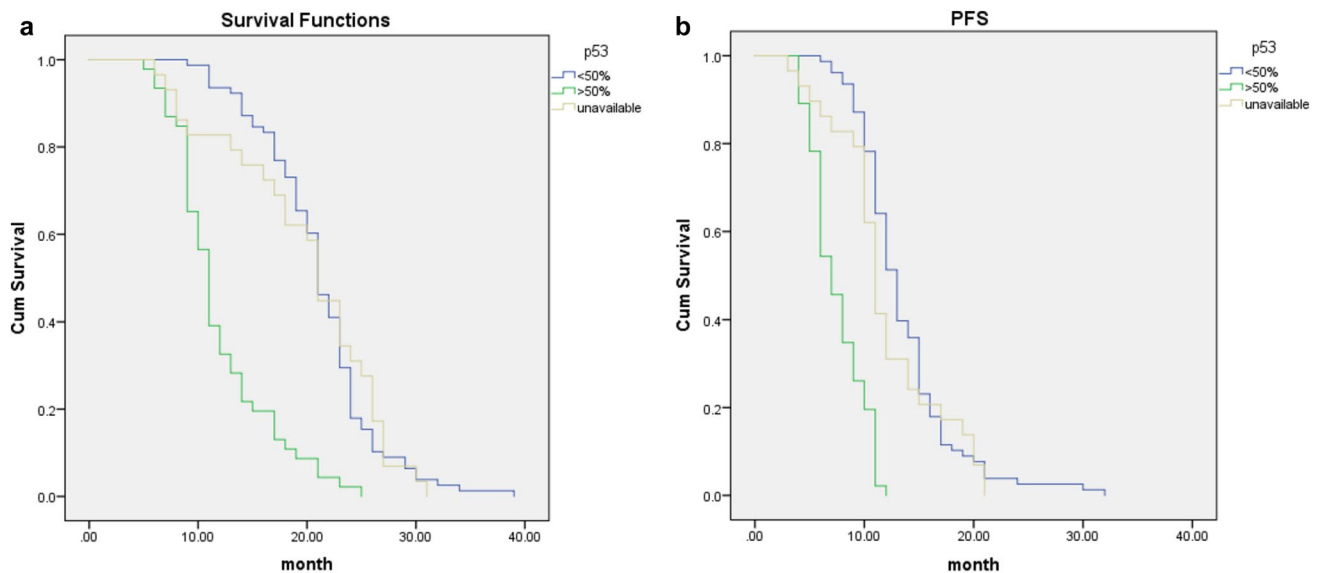 a
Survival Functions
p53
<50%
>50%
unavailable
1.0
0.8
0.6
0.4
0.2
0.0
Cum Survival
.00 10.00 20.00 30.00 40.00
month
b
PFS
p53
<50%
>50%
unavailable
1.0
0.8
0.6
0.4
0.2
0.0
Cum Survival
.00 10.00 20.00 30.00 40.00
month